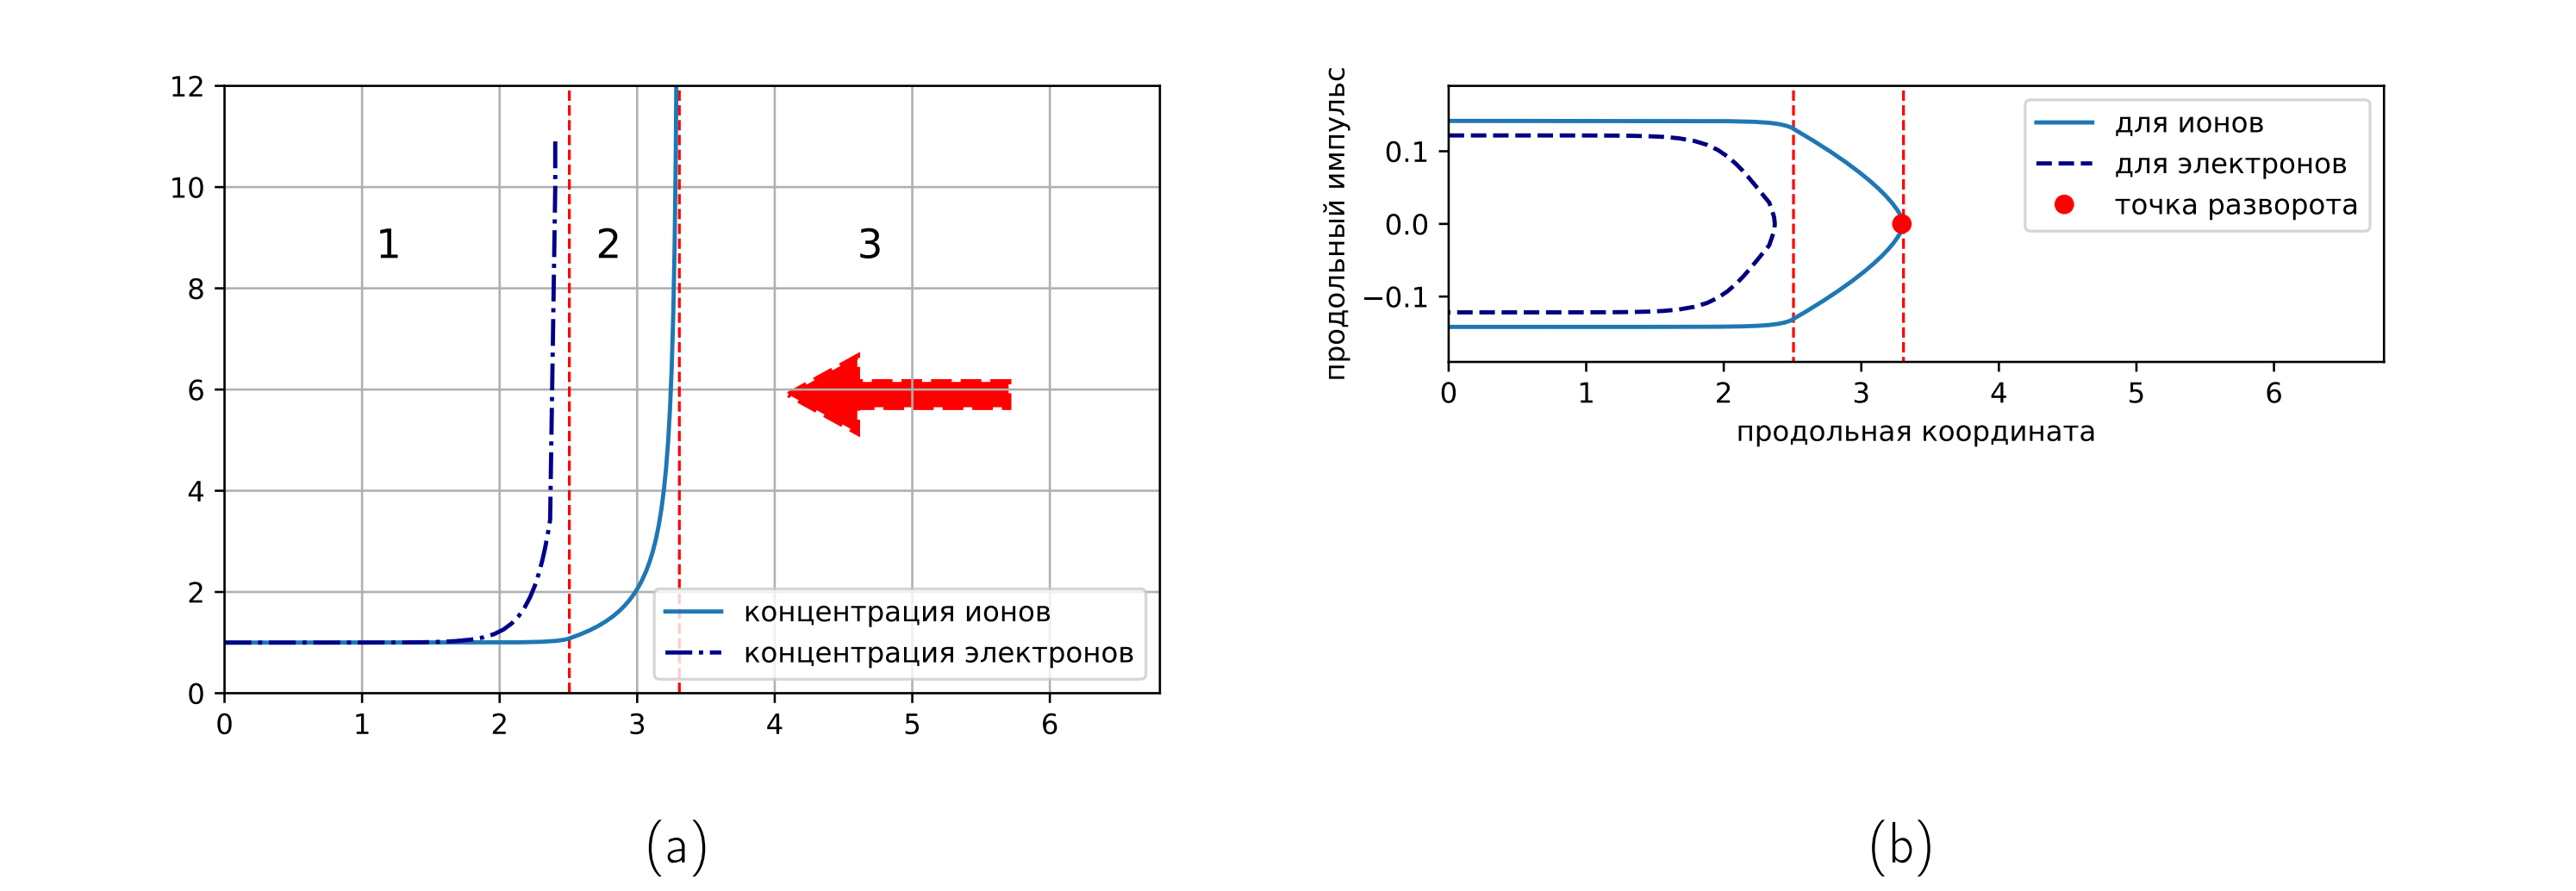 12
10
8
6
4
2
0
0 1 2 3 4 5 6
1 2 3
концентрация ионов
концентрация электронов
(a)
продольный импульс
0.1
0.0
−0.1
0 1 2 3 4 5 6
продольная координата
для ионов
для электронов
точка разворота
(b)